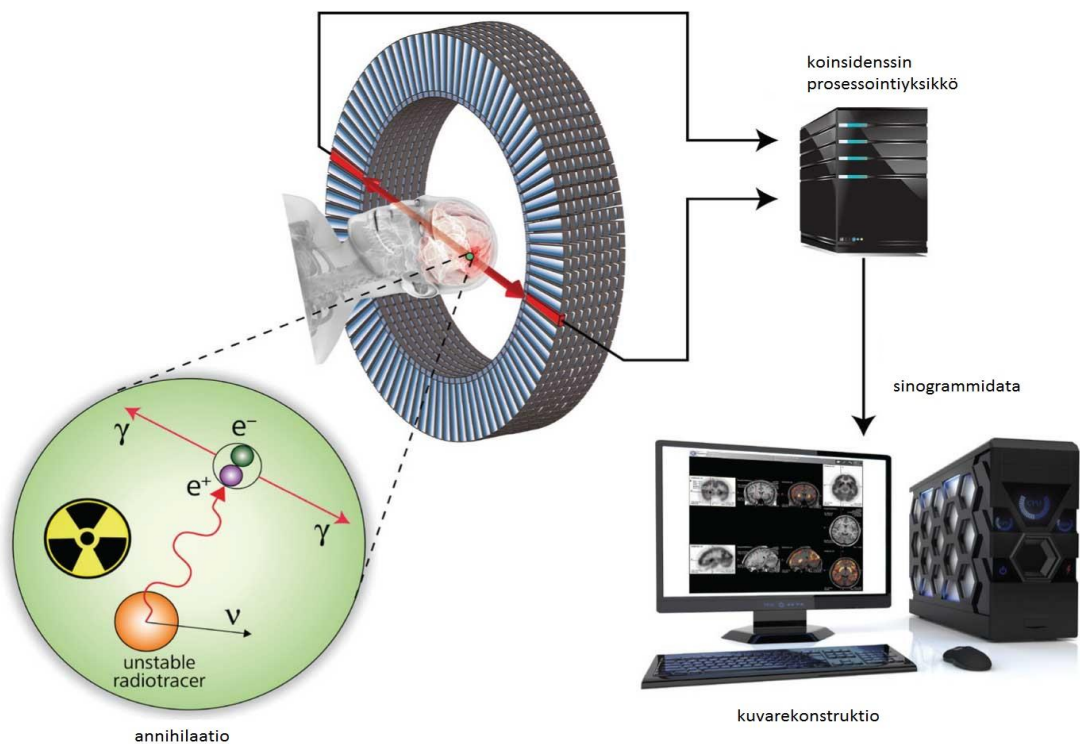 koinsidenssin
prosessointiyksikkö
sinogrammidata
γ
e⁻
e⁺
γ
ν
unstable
radiotracer
annihilaatio
kuvarekonstruktio